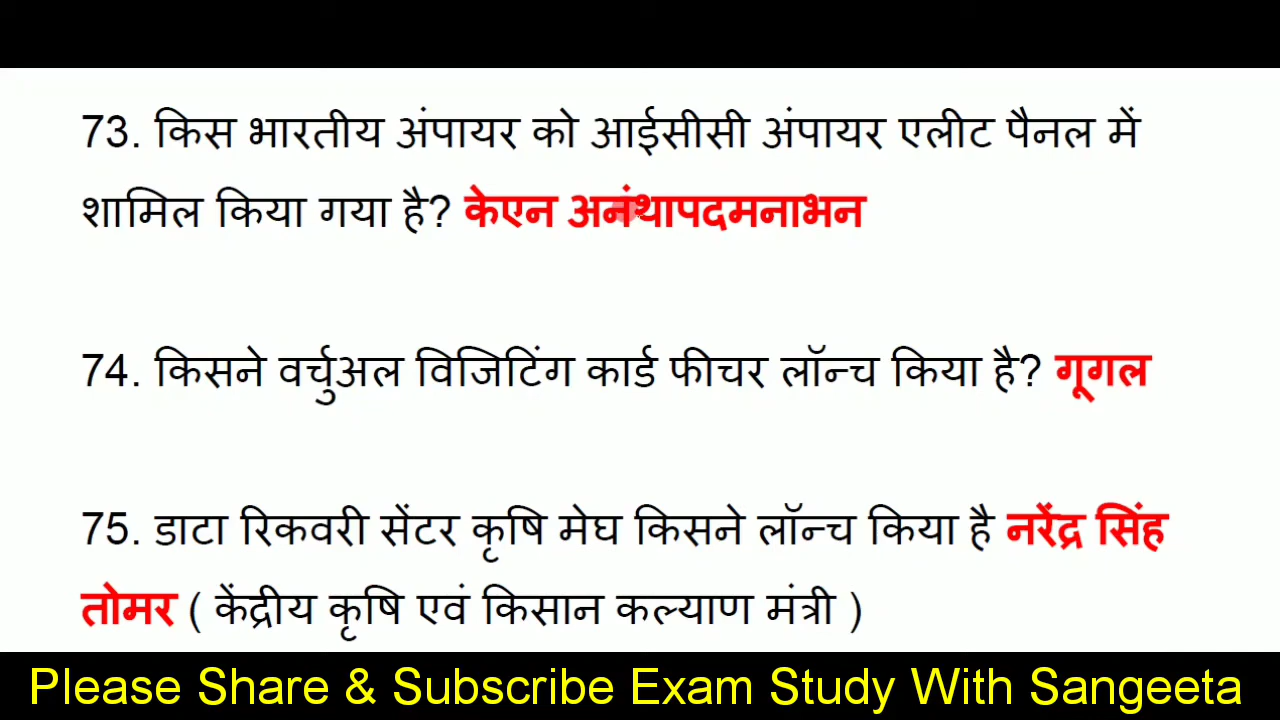 73. किस भारतीय अंपायर को आईसीसी अंपायर एलीट पैनल में
शामिल किया गया है? केएन अनंथापदमनाभन
74. किसने वर्चुअल विजिटिंग कार्ड फीचर लॉन्च किया है? गूगल
75. डाटा रिकवरी सेंटर कृषि मेघ किसने लॉन्च किया है नरेंद्र सिंह
तोमर ( केंद्रीय कृषि एवं किसान कल्याण मंत्री )
Please Share & Subscribe Exam Study With Sangeeta